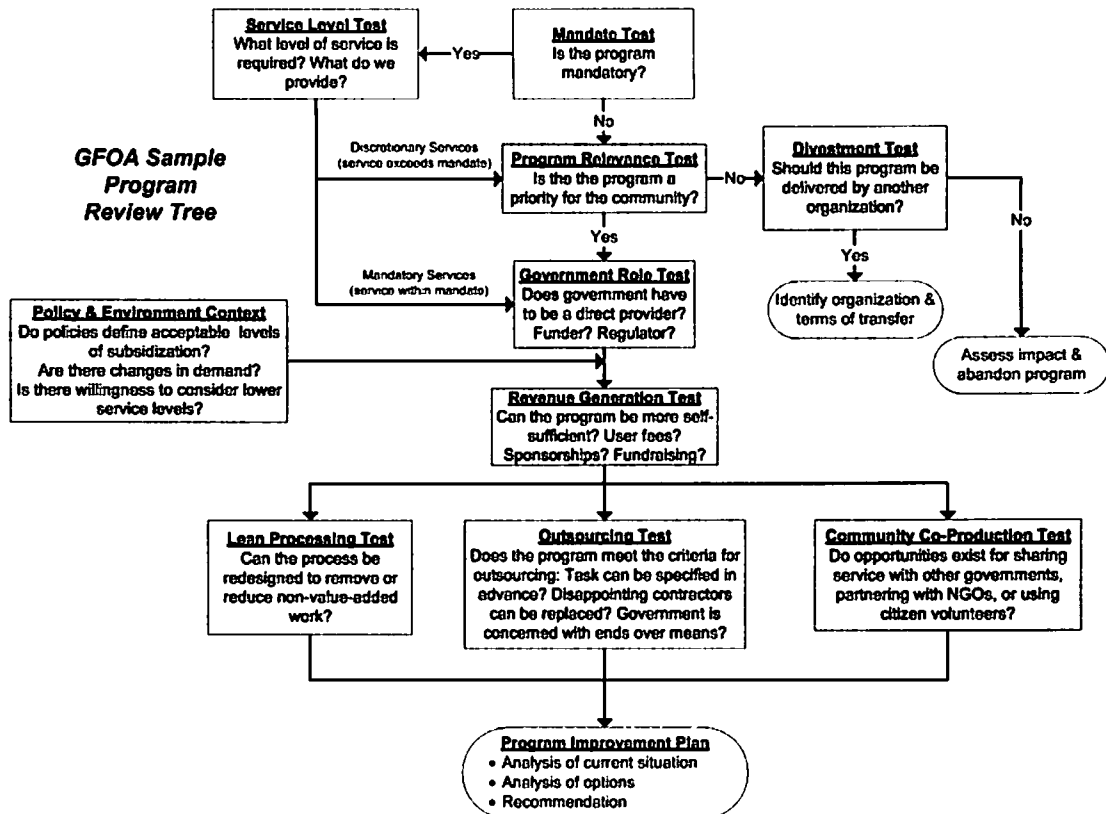 Service Level Test
What level of service is
required? What do we
provide?
Yes
Mandate Test
Is the program
mandatory?
No
GFOA Sample
Program
Review Tree
Discretionary Services
(service exceeds mandate)
Program Relevance Test
Is the the program a
priority for the community?
No
Divestment Test
Should this program be
delivered by another
organization?
No
Yes
Yes
Mandatory Services
(service within mandate)
Government Role Test
Does government have
to be a direct provider?
Funder? Regulator?
Identify organization &
terms of transfer
Assess impact &
abandon program
Policy & Environment Context
Do policies define acceptable levels
of subsidization?
Are there changes in demand?
Is there willingness to consider lower
service levels?
Revenue Generation Test
Can the program be more self-
sufficient? User fees?
Sponsorships? Fundraising?
Lean Processing Test
Can the process be
redesigned to remove or
reduce non-value-added
work?
Outsourcing Test
Does the program meet the criteria for
outsourcing: Task can be specified in
advance? Disappointing contractors
can be replaced? Government is
concerned with ends over means?
Community Co-Production Test
Do opportunities exist for sharing
service with other governments,
partnering with NGOs, or using
citizen volunteers?
Program Improvement Plan
• Analysis of current situation
• Analysis of options
• Recommendation